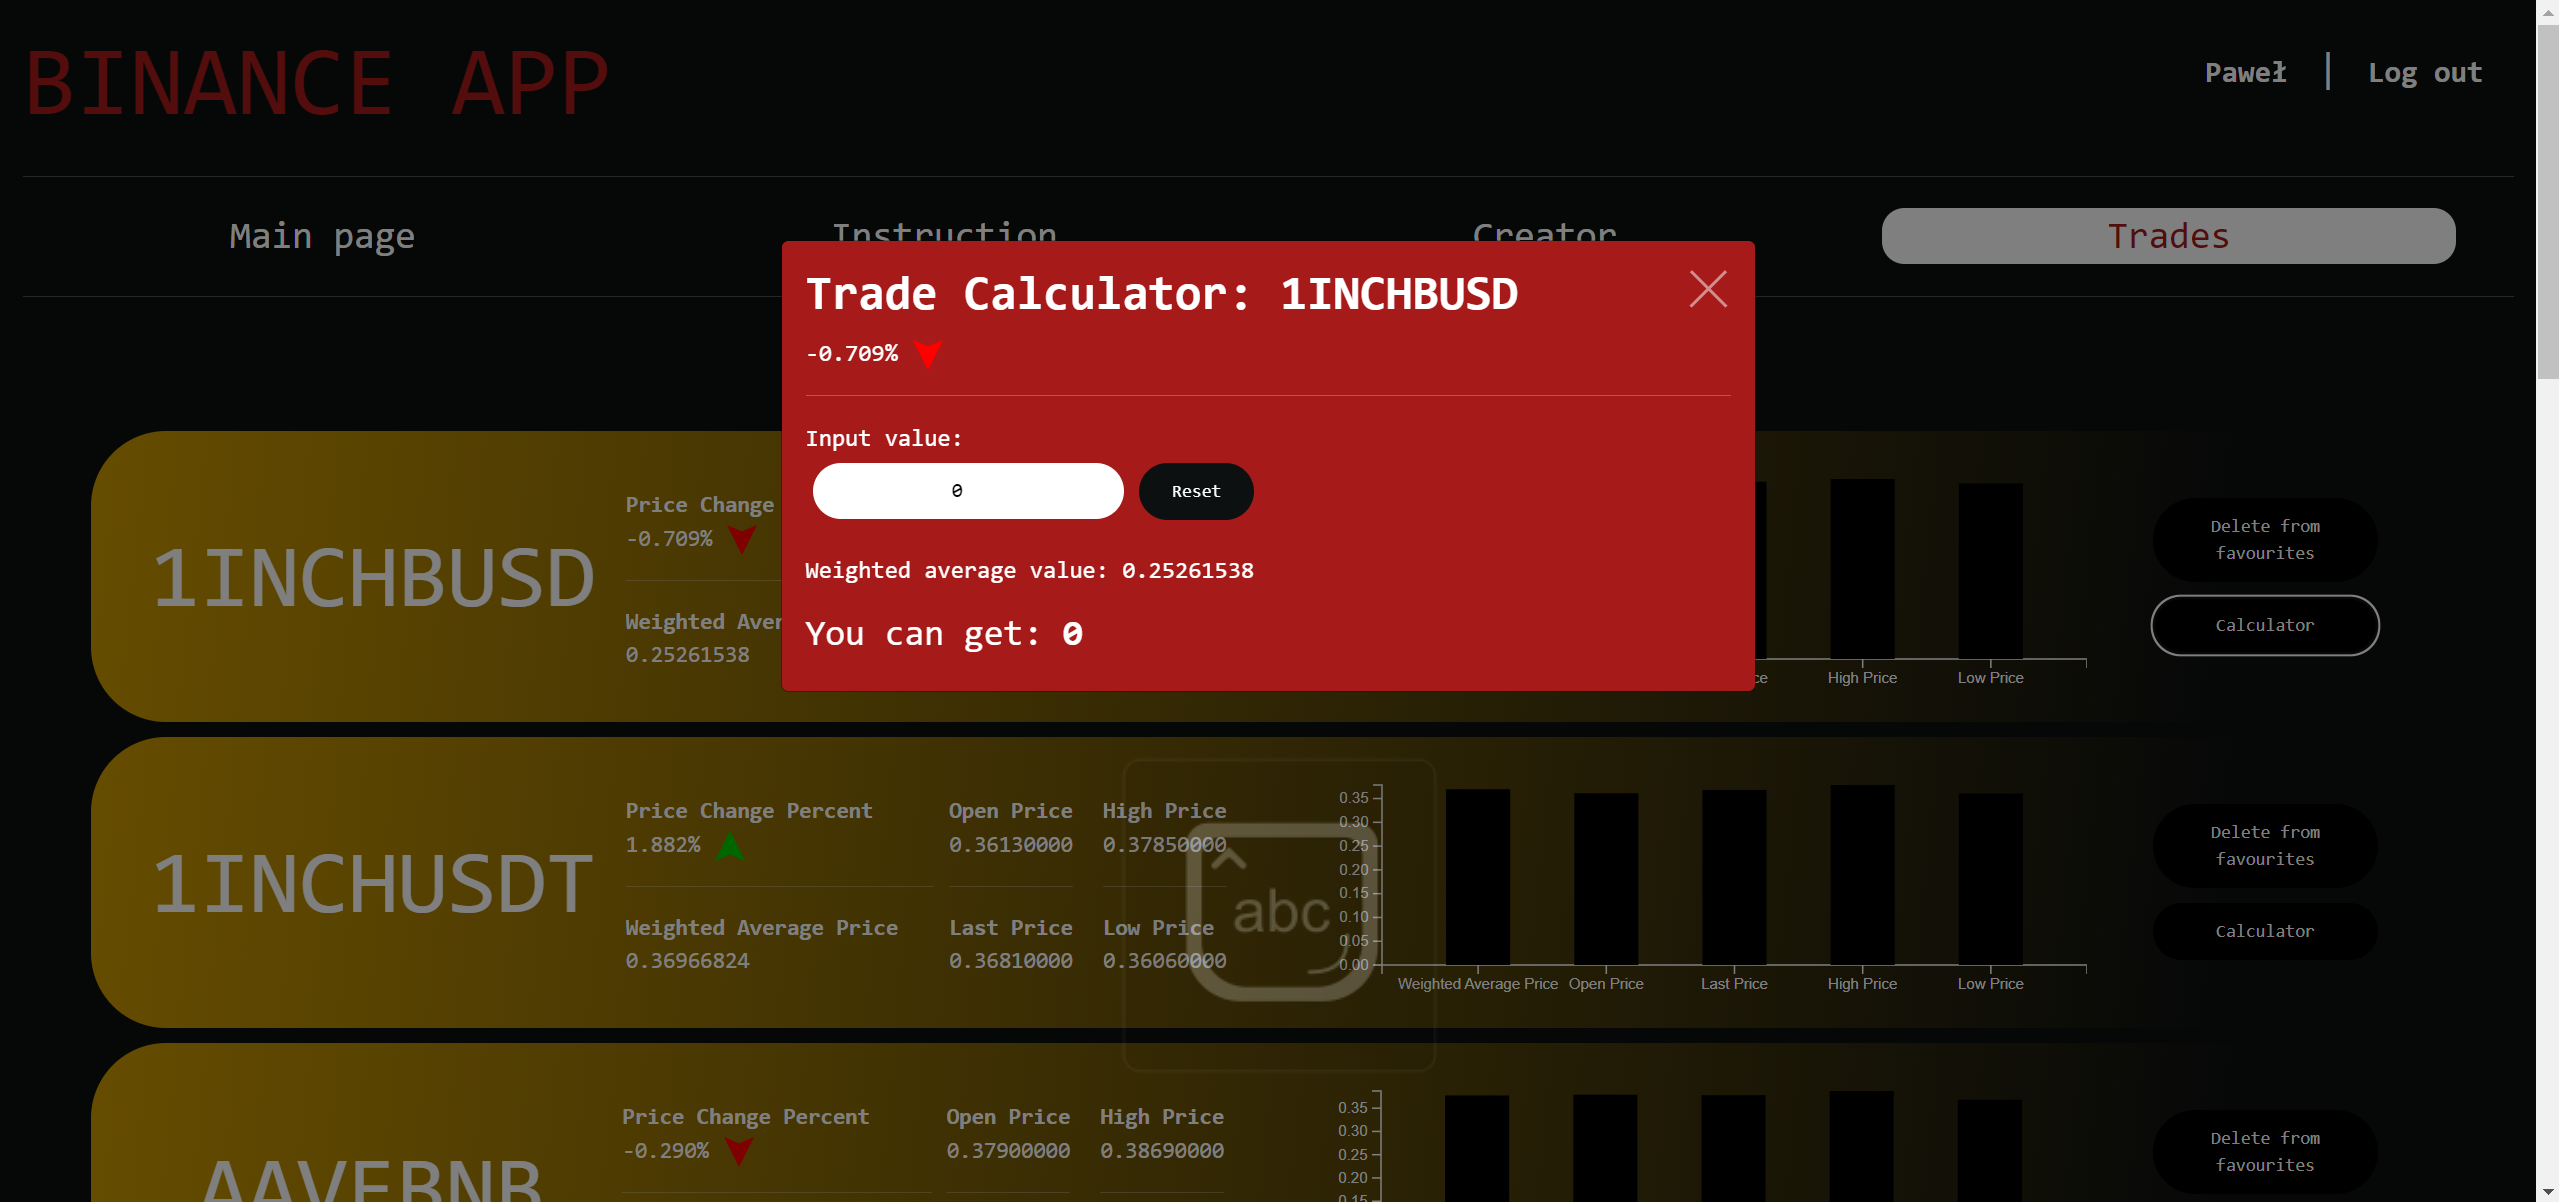 BINANCE APP
Paweł | Log out
Main page
Instruction
Creator
Trades
Trade Calculator: 1INCHBUSD
-0.709%
Input value:
0
Reset
Weighted average value: 0.25261538
You can get: 0
1INCHBUSD
Price Change
-0.709%
Weighted Aver
0.25261538
ce
High Price
Low Price
Delete from
favourites
Calculator
1INCHUSDT
Price Change Percent
1.882%
Open Price
0.36130000
High Price
0.37850000
Weighted Average Price
0.36966824
Last Price
0.36810000
Low Price
0.36060000
abc
0.35
0.30
0.25
0.20
0.15
0.10
0.05
0.00
Weighted Average Price
Open Price
Last Price
High Price
Low Price
Delete from
favourites
Calculator
AAVEBNB
Price Change Percent
-0.290%
Open Price
0.37900000
High Price
0.38690000
0.35
0.30
0.25
0.20
0.15
Delete from
favourites